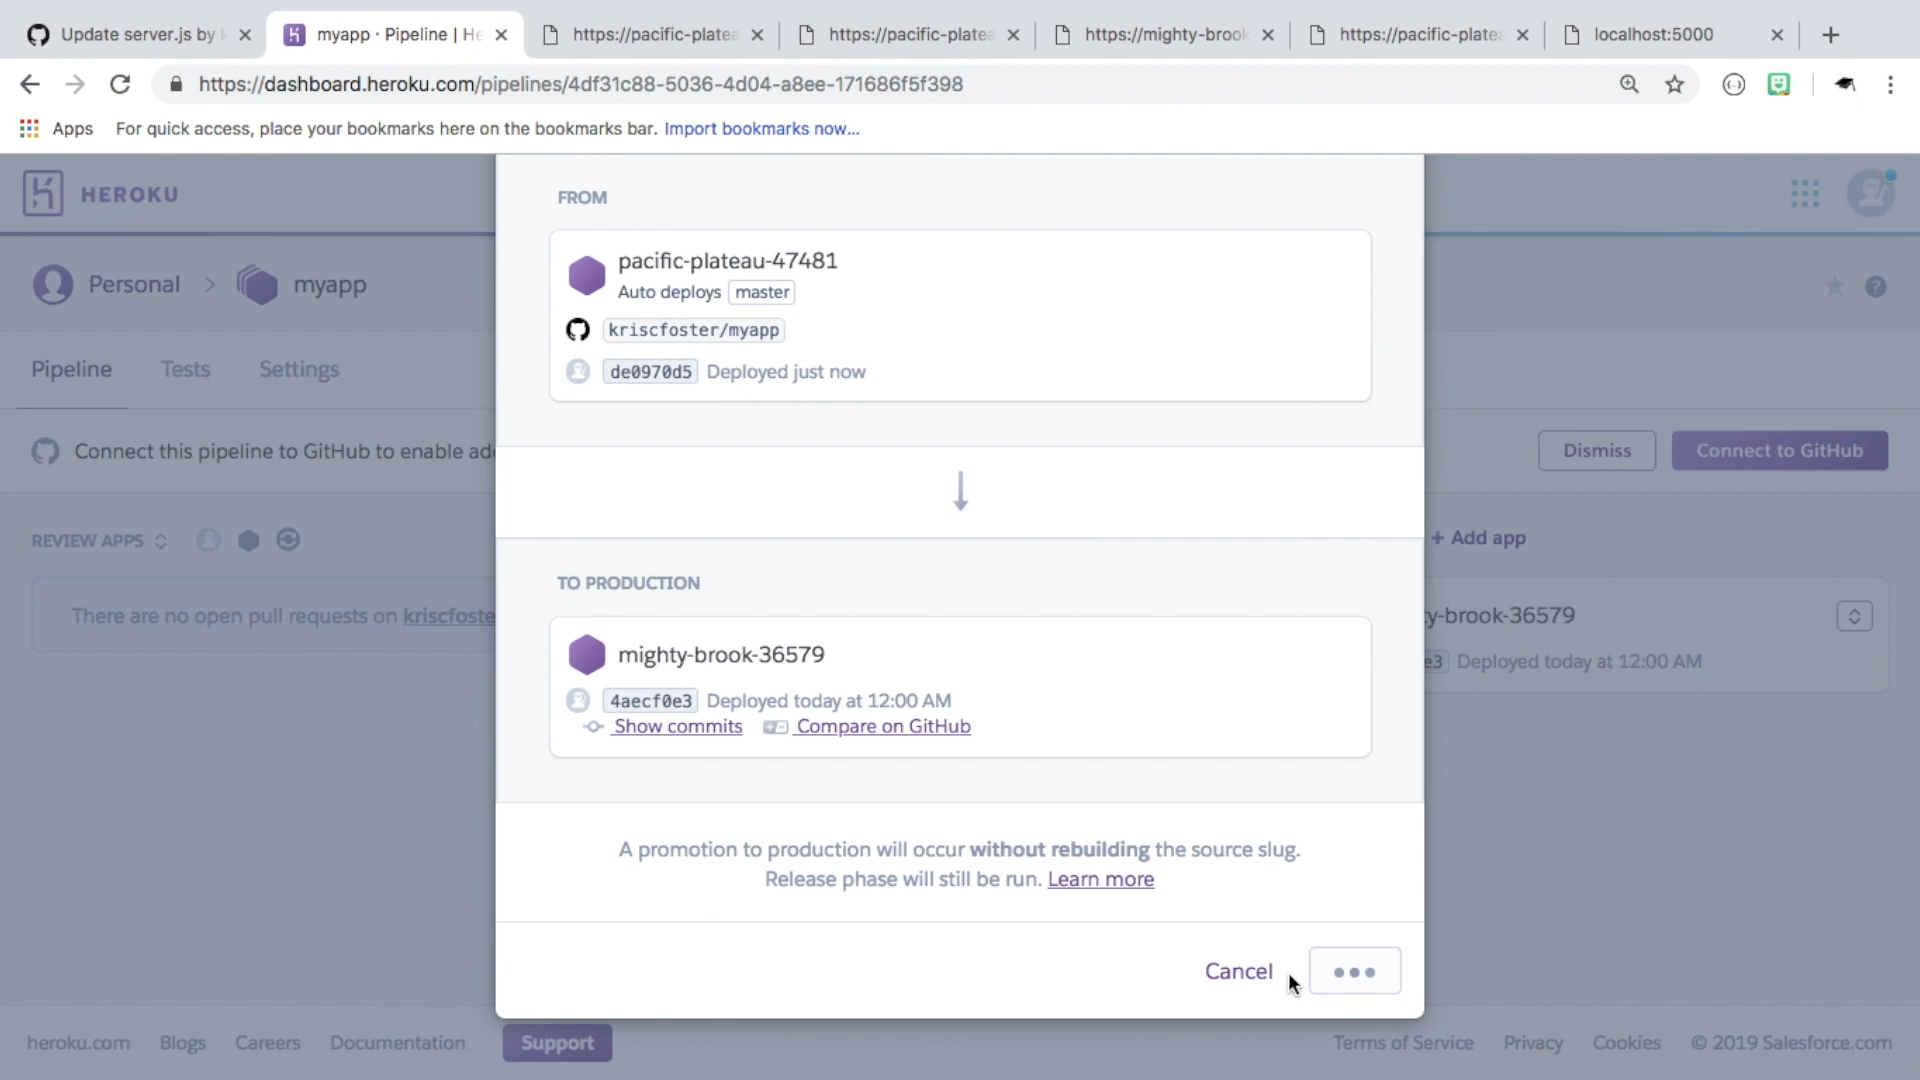 Update server.js by
myapp · Pipeline | He
https://pacific-platea
https://pacific-platea
https://mighty-brook
https://pacific-platea
localhost:5000
https://dashboard.heroku.com/pipelines/4df31c88-5036-4d04-a8ee-171686f5f398
Apps For quick access, place your bookmarks here on the bookmarks bar. Import bookmarks now...
HEROKU
Personal > myapp
Pipeline Tests Settings
Connect this pipeline to GitHub to enable
Dismiss Connect to GitHub
REVIEW APPS
There are no open pull requests on kriscfoste
FROM
pacific-plateau-47481
Auto deploys master
kriscfoster/myapp
de0970d5 Deployed just now
TO PRODUCTION
mighty-brook-36579
4aecf0e3 Deployed today at 12:00 AM
Show commits Compare on GitHub
A promotion to production will occur without rebuilding the source slug.
Release phase will still be run. Learn more
Cancel
+ Add app
y-brook-36579
e3 Deployed today at 12:00 AM
heroku.com Blogs Careers Documentation Support
Terms of Service Privacy Cookies © 2019 Salesforce.com